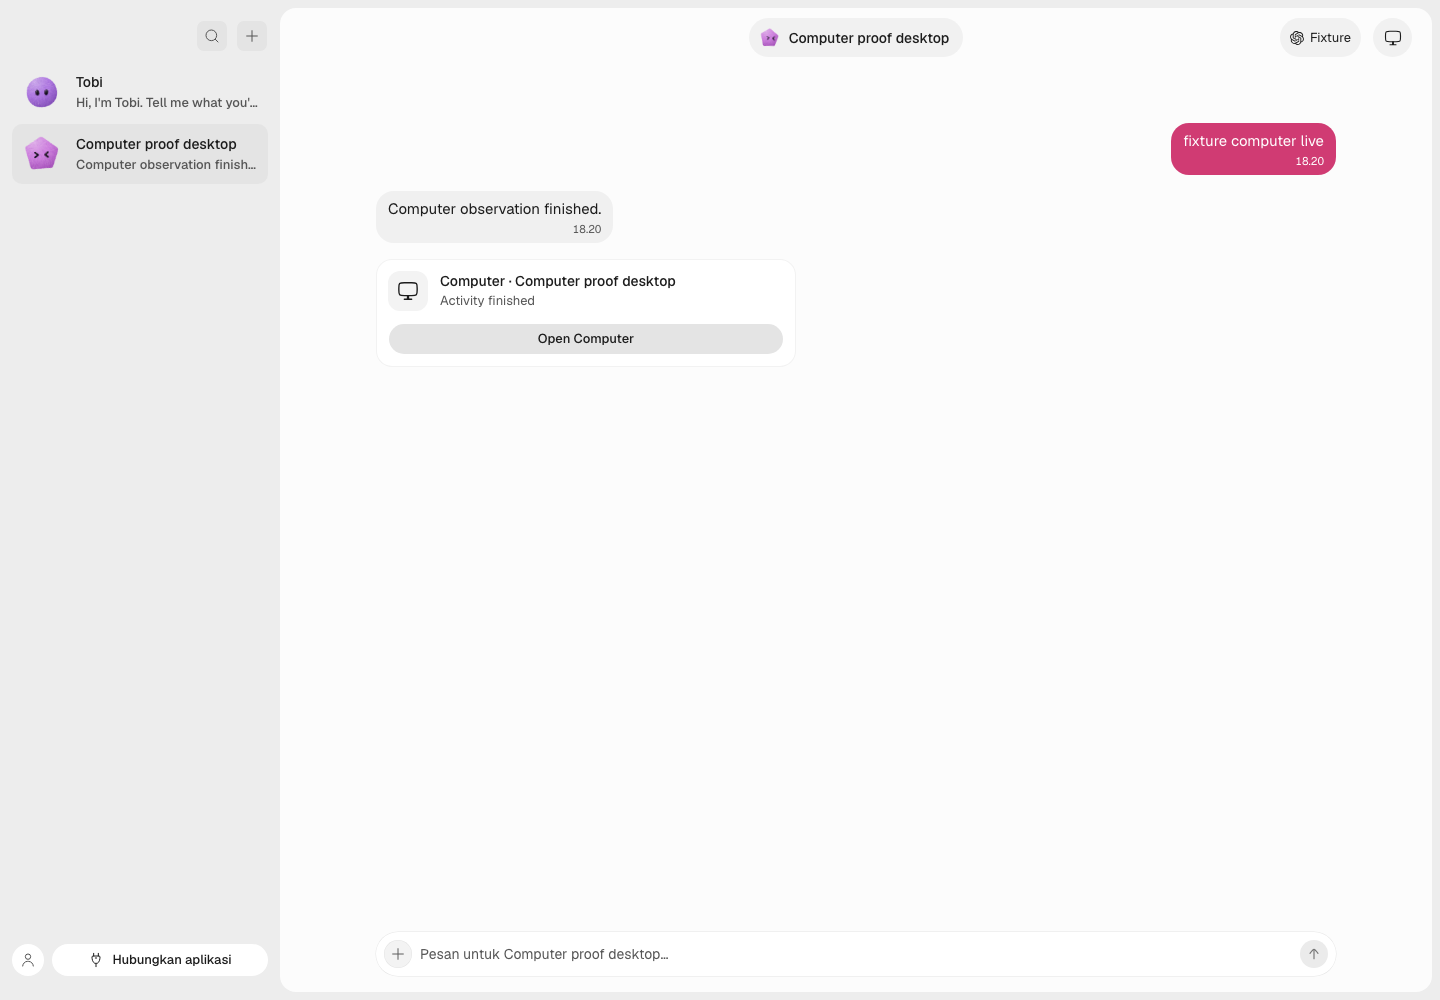 Tobi
Hi, I'm Tobi. Tell me what you'...
Computer proof desktop
Computer observation finish...
Hubungkan aplikasi
Computer proof desktop
Fixture
fixture computer live
18.20
Computer observation finished.
18.20
Computer · Computer proof desktop
Activity finished
Open Computer
Pesan untuk Computer proof desktop...